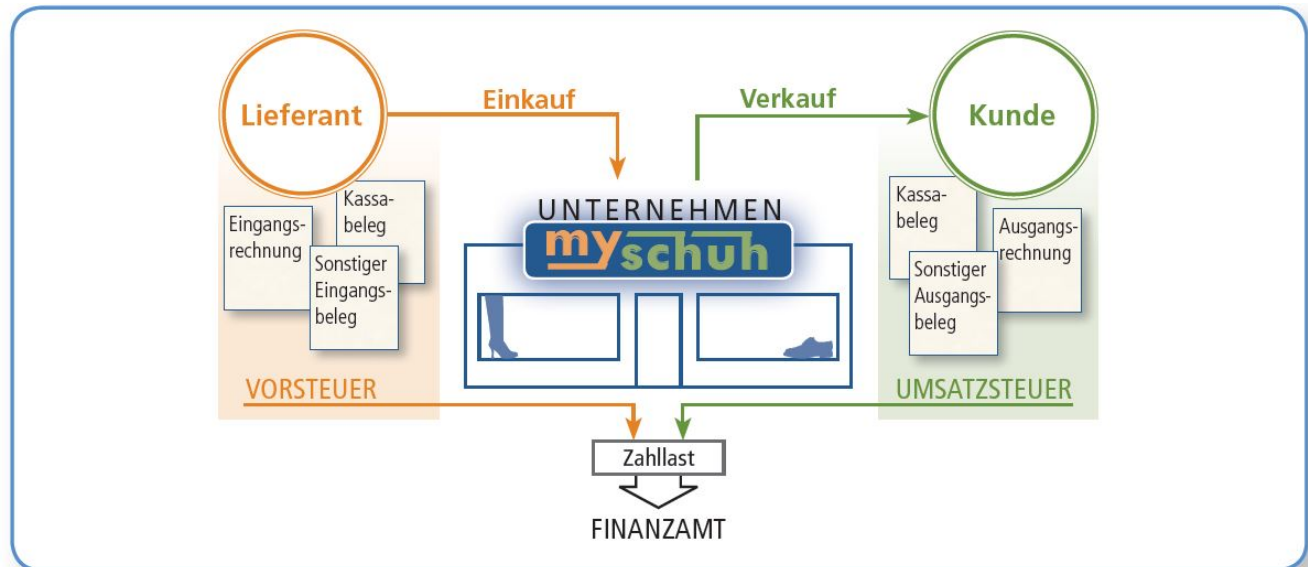 Lieferant
Einkauf
Verkauf
Kunde
Eingangs-
rechnung
Kassa-
beleg
Sonstiger
Eingangs-
beleg
UNTERNEHMEN
myschuh
Kassa-
beleg
Ausgangs-
rechnung
Sonstiger
Ausgangs-
beleg
VORSTEUER
UMSATZSTEUER
Zahllast
FINANZAMT